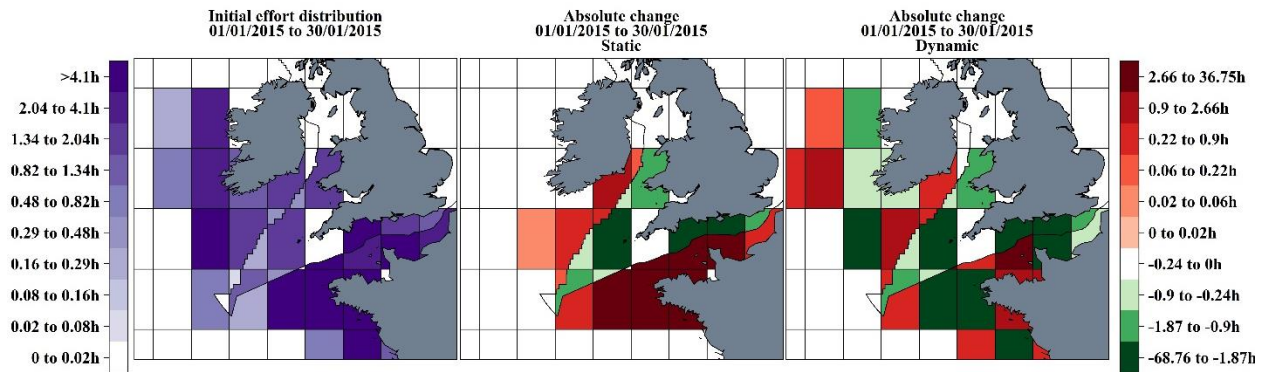 Initial effort distribution
01/01/2015 to 30/01/2015
Absolute change
01/01/2015 to 30/01/2015
Static
Absolute change
01/01/2015 to 30/01/2015
Dynamic
>4.1h
2.04 to 4.1h
1.34 to 2.04h
0.82 to 1.34h
0.48 to 0.82h
0.29 to 0.48h
0.16 to 0.29h
0.08 to 0.16h
0.02 to 0.08h
0 to 0.02h
2.66 to 36.75h
0.9 to 2.66h
0.22 to 0.9h
0.06 to 0.22h
0.02 to 0.06h
0 to 0.02h
-0.24 to 0h
-0.9 to -0.24h
-1.87 to -0.9h
-68.76 to -1.87h